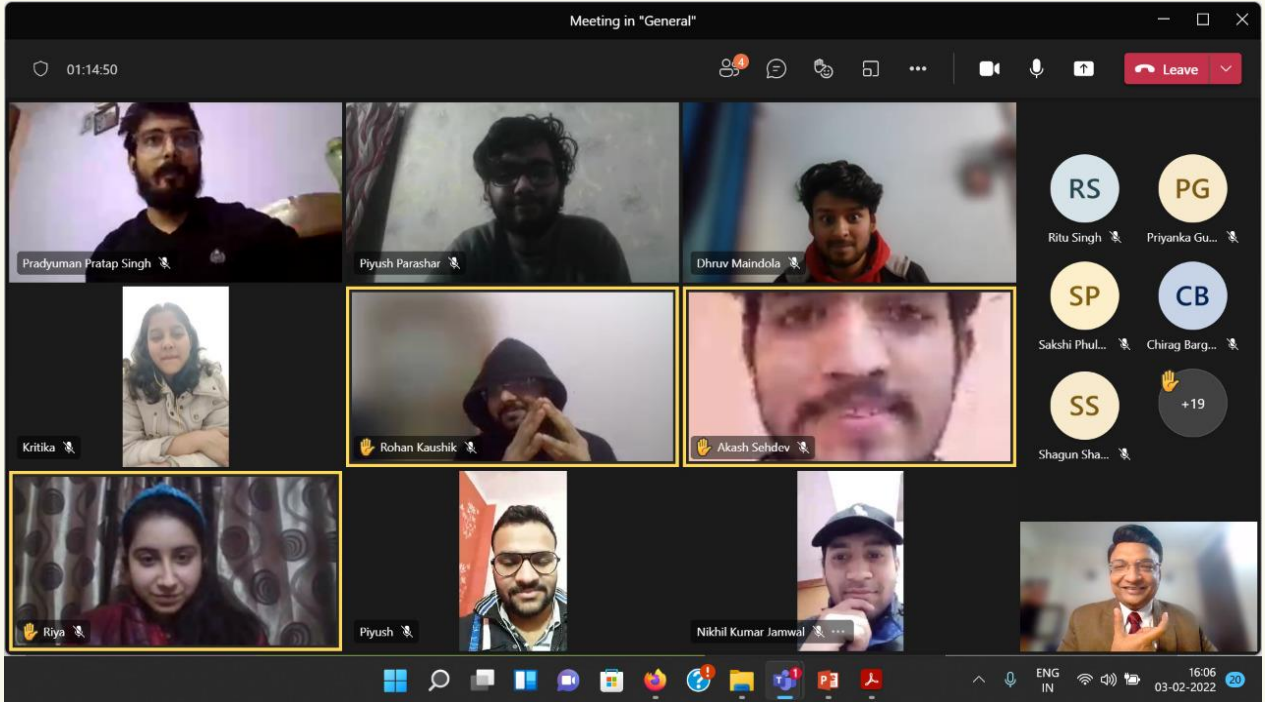 Meeting in "General"
01:14:50
4
Leave
Pradyuman Pratap Singh
Piyush Parashar
Dhruv Maindola
RS
PG
Ritu Singh
Priyanka Gu...
SP
CB
Sakshi Phul...
Chirag Barg...
SS
+19
Shagun Sha...
Kritika
Rohan Kaushik
Akash Sehdev
Riya
Piyush
Nikhil Kumar Jamwal
1
ENG
IN
16:06
03-02-2022
20